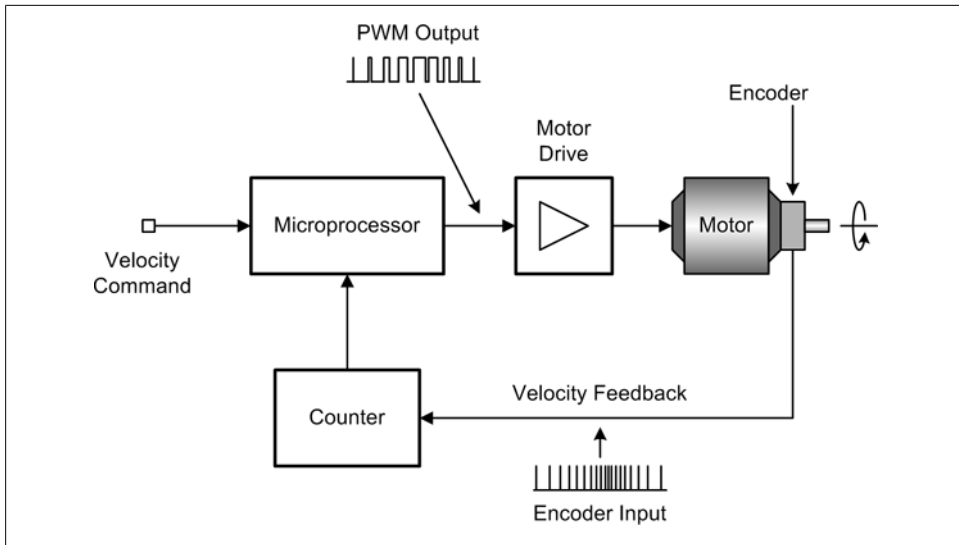 PWM Output
Encoder
Motor
Drive
Microprocessor
Motor
Velocity
Command
Velocity Feedback
Counter
Encoder Input